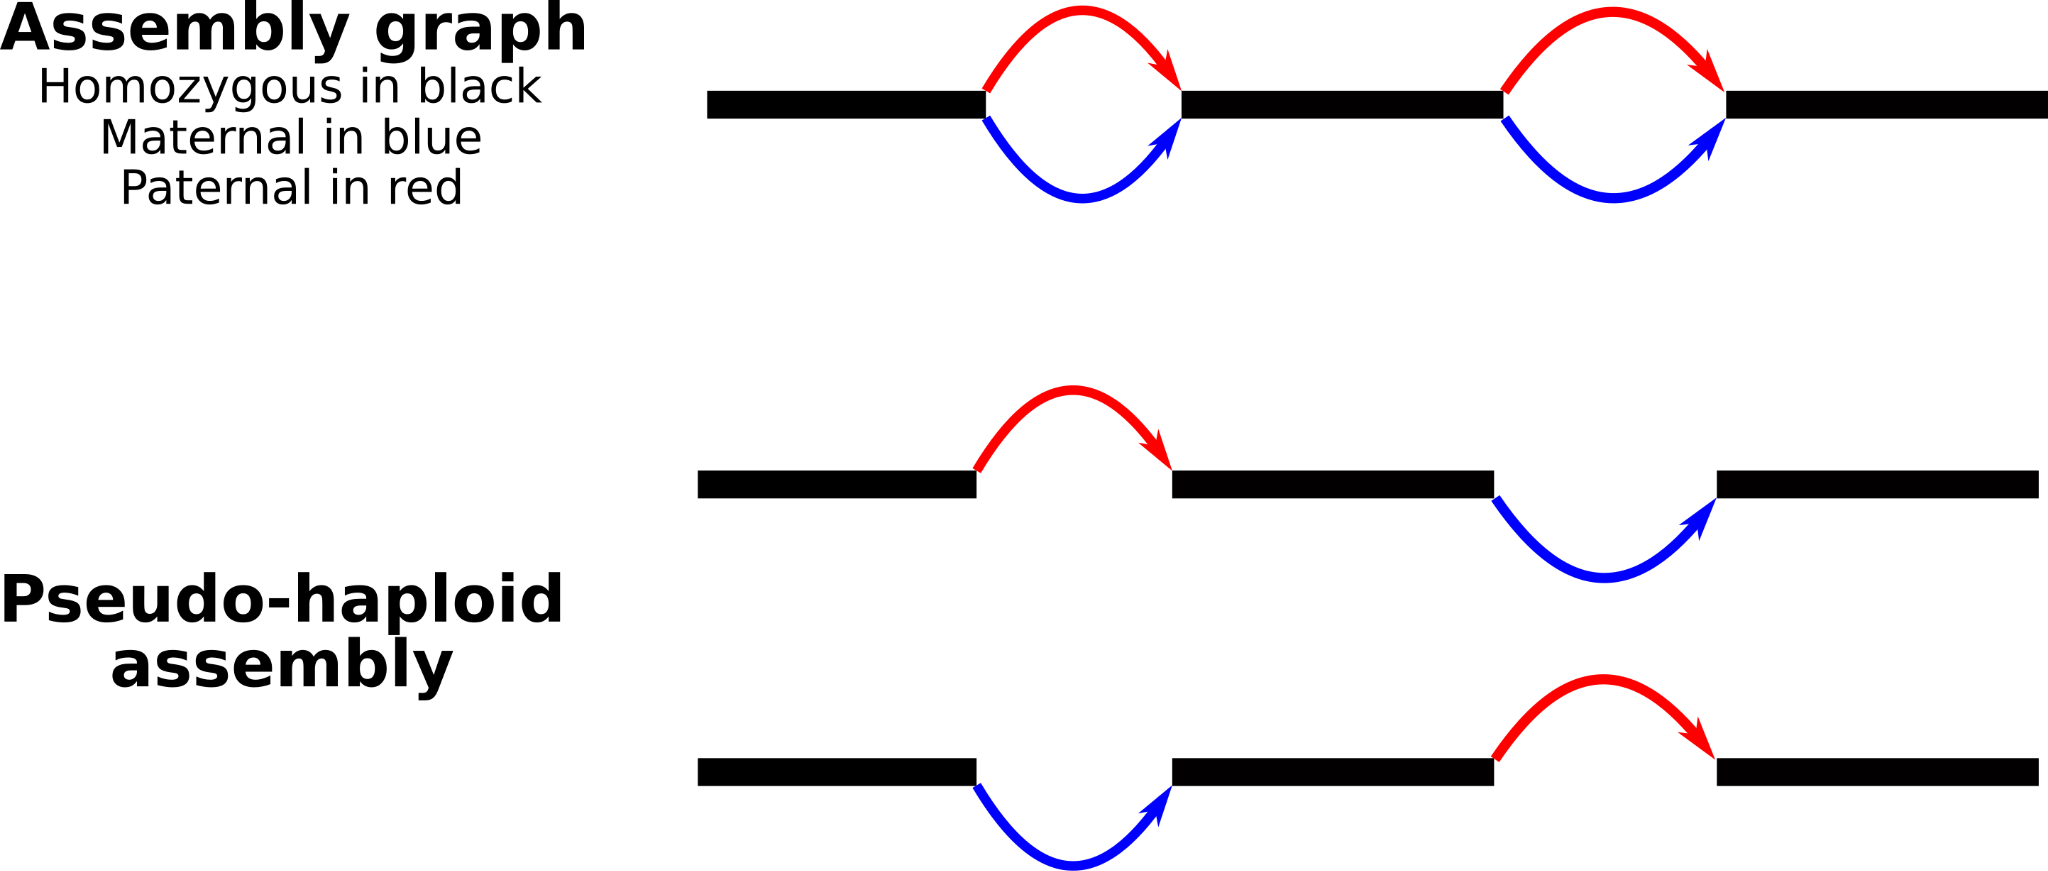 Assembly graph
Homozygous in black
Maternal in blue
Paternal in red
Pseudo-haploid
assembly